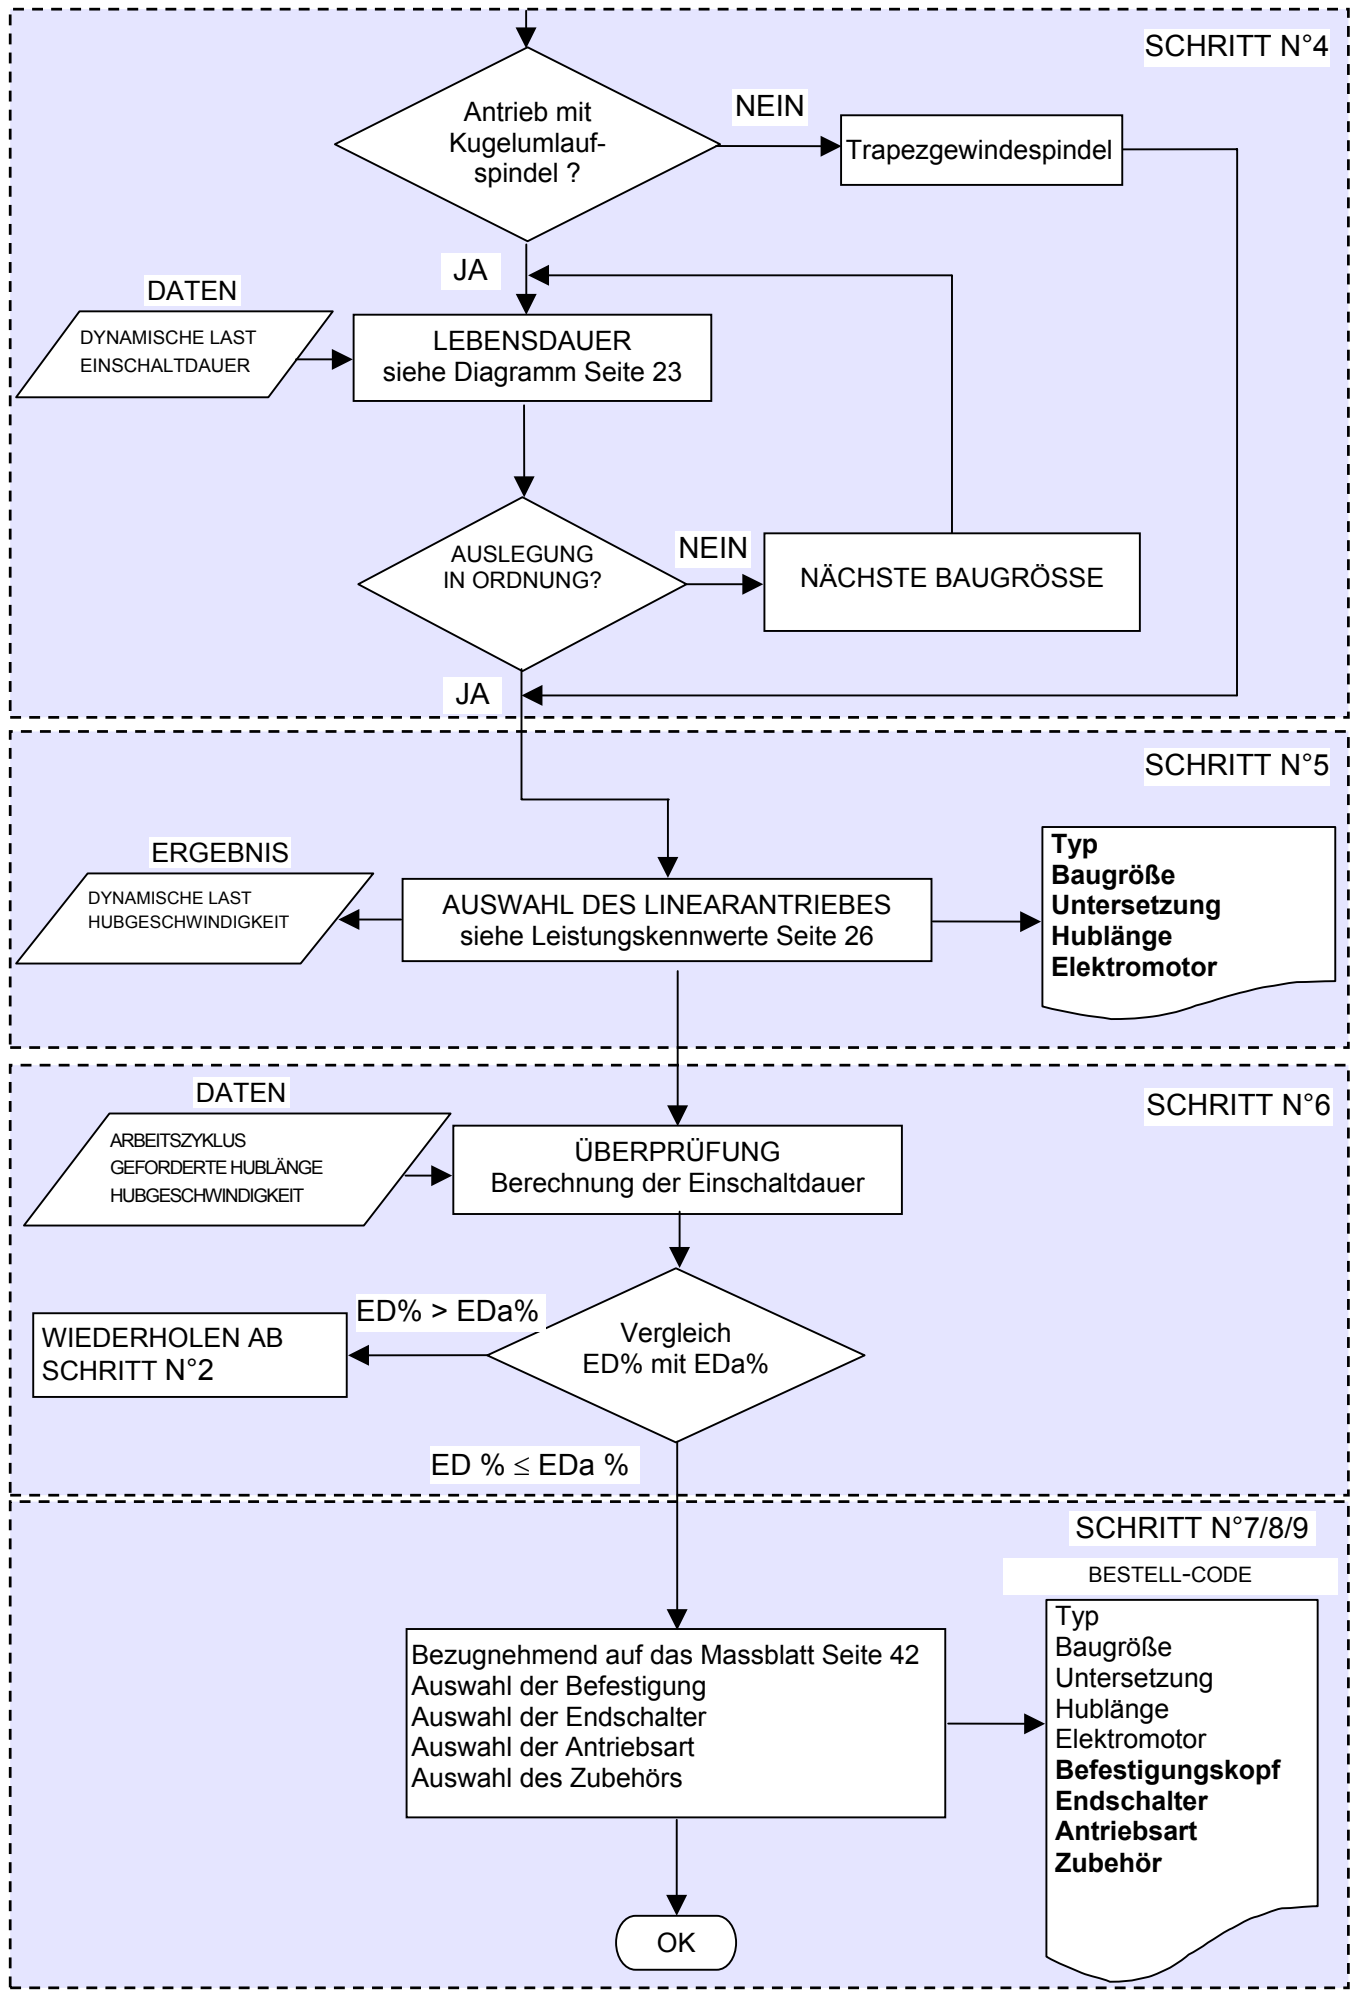 SCHRITT N°4
Antrieb mit
Kugelumlauf-
spindel ?
NEIN
Trapezgewindespindel
JA
DATEN
DYNAMISCHE LAST
EINSCHALTDAUER
LEBENSDAUER
siehe Diagramm Seite 23
AUSLEGUNG
IN ORDNUNG?
NEIN
NÄCHSTE BAUGRÖSSE
JA
SCHRITT N°5
ERGEBNIS
DYNAMISCHE LAST
HUBGESCHWINDIGKEIT
AUSWAHL DES LINEARANTRIEBES
siehe Leistungskennwerte Seite 26
Typ
Baugröße
Untersetzung
Hublänge
Elektromotor
SCHRITT N°6
DATEN
ARBEITSZYKLUS
GEFORDERTE HUBLÄNGE
HUBGESCHWINDIGKEIT
ÜBERPRÜFUNG
Berechnung der Einschaltdauer
ED% > EDa%
WIEDERHOLEN AB
SCHRITT N°2
Vergleich
ED% mit EDa%
ED % ≤ EDa %
SCHRITT N°7/8/9
BESTELL-CODE
Bezugnehmend auf das Massblatt Seite 42
Auswahl der Befestigung
Auswahl der Endschalter
Auswahl der Antriebsart
Auswahl des Zubehörs
Typ
Baugröße
Untersetzung
Hublänge
Elektromotor
Befestigungskopf
Endschalter
Antriebsart
Zubehör
OK